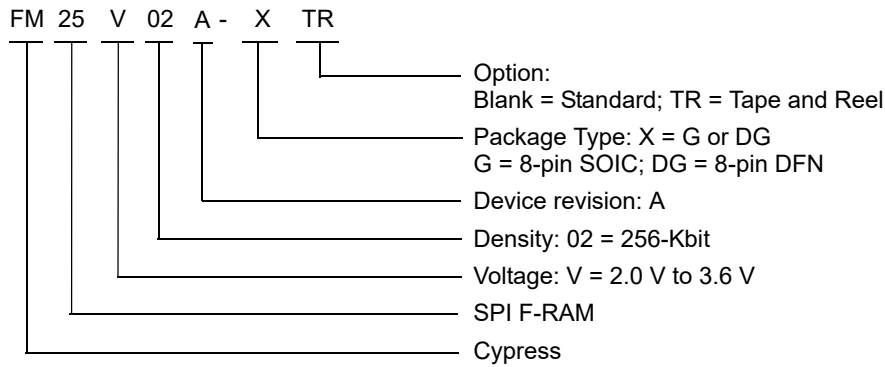 FM 25 V 02 A - X TR
Option:
Blank = Standard; TR = Tape and Reel
Package Type: X = G or DG
G = 8-pin SOIC; DG = 8-pin DFN
Device revision: A
Density: 02 = 256-Kbit
Voltage: V = 2.0 V to 3.6 V
SPI F-RAM
Cypress